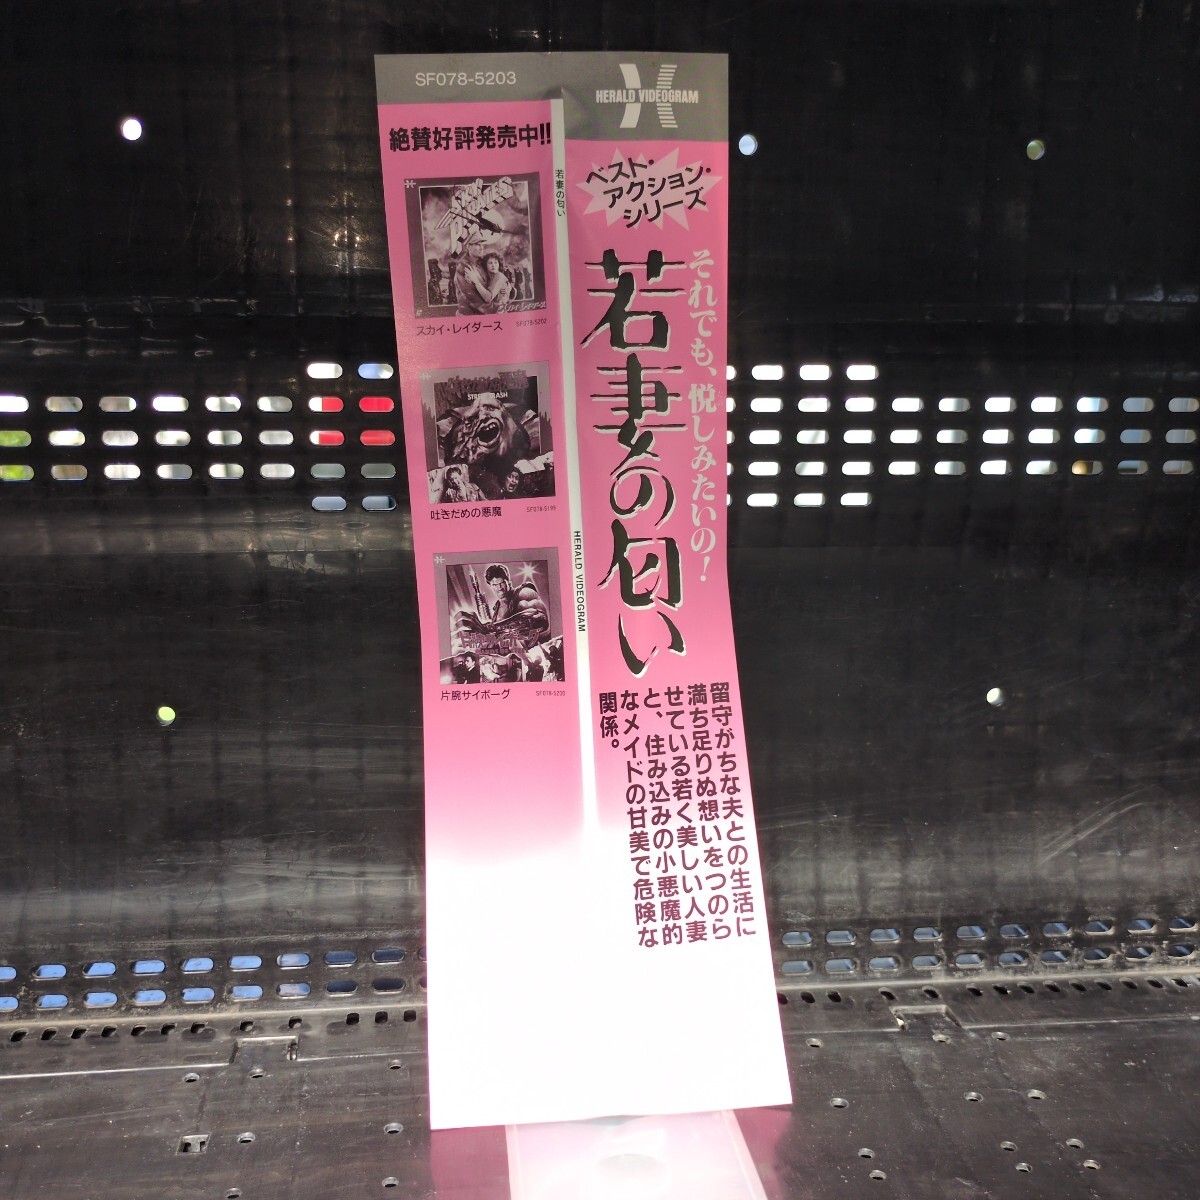 SF078-5203
絶賛好評発売中!!
スカイ・レイダース
SF078-5202
STREET TRASH
吐きだめの悪魔
SF078-5199
片腕サイボーグ
SF078-5200
若妻の匂い
HERALD VIDEOGRAM
HERALD VIDEOGRAM
ベスト・
アクション・
シリーズ
それでも、悦しみたいの!
若妻の匂い
留守がちな夫との生活に
満ち足りぬ想いをつのら
せている若く美しい人妻
と、住み込みの小悪魔的
なメイドの甘美で危険な
関係。